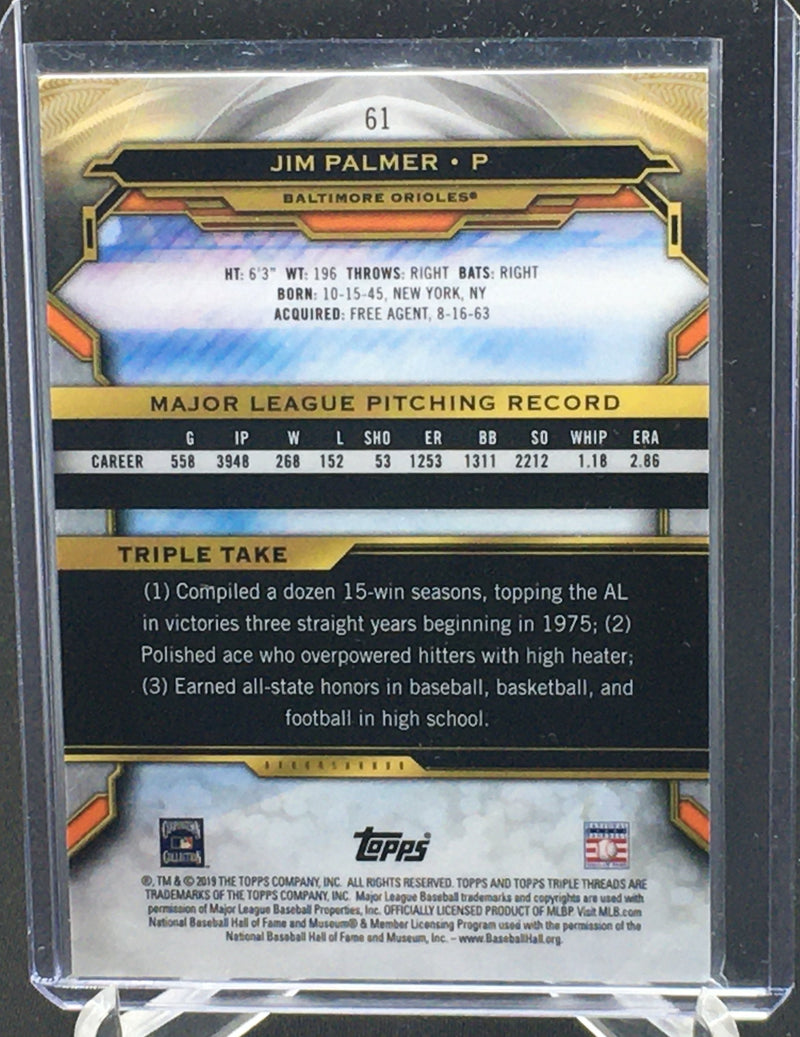 61
JIM PALMER • P
BALTIMORE ORIOLES®
HT: 6'3" WT: 196 THROWS: RIGHT BATS: RIGHT
BORN: 10-15-45, NEW YORK, NY
ACQUIRED: FREE AGENT, 8-16-63
MAJOR LEAGUE PITCHING RECORD
G IP W L SHO ER BB SO WHIP ERA
CAREER 558 3948 268 152 53 1253 1311 2212 1.18 2.86
TRIPLE TAKE
(1) Compiled a dozen 15-win seasons, topping the AL
in victories three straight years beginning in 1975; (2)
Polished ace who overpowered hitters with high heater;
(3) Earned all-state honors in baseball, basketball, and
football in high school.
COOPERSTOWN
COLLECTION
Topps®
®, TM & © 2019 THE TOPPS COMPANY, INC. ALL RIGHTS RESERVED. TOPPS AND TOPPS TRIPLE THREADS ARE
TRADEMARKS OF THE TOPPS COMPANY, INC. Major League Baseball trademarks and copyrights are used with
permission of Major League Baseball Properties, Inc. OFFICIALLY LICENSED PRODUCT OF MLBP Visit MLB.com
National Baseball Hall of Fame and Museum® & Member Licensing Program used with the permission of the
National Baseball Hall of Fame and Museum, Inc. – www.BaseballHall.org.